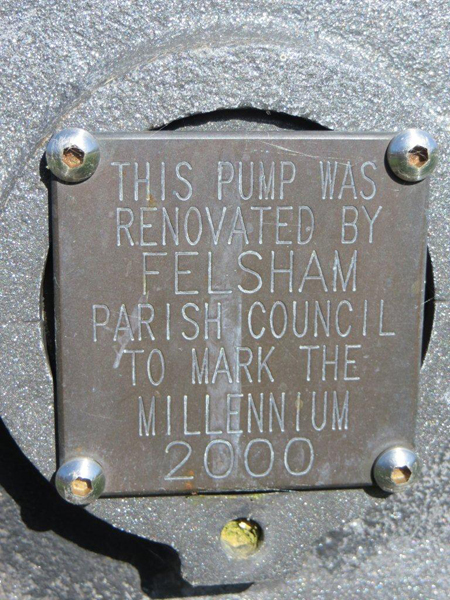 THIS PUMP WAS
RENOVATED BY
FELSHAM
PARISH COUNCIL
TO MARK THE
MILLENNIUM
2000